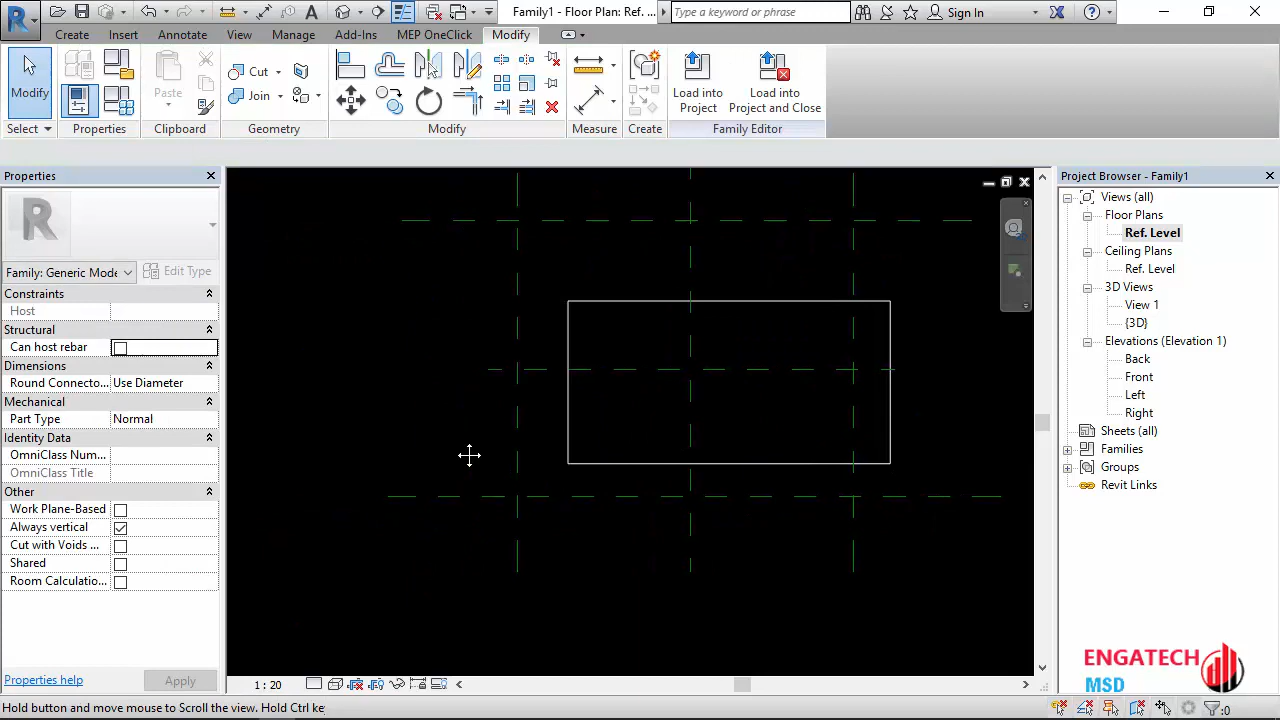 Family1 - Floor Plan: Ref. ...
Type a keyword or phrase
Sign In
Create Insert Annotate View Manage Add-Ins MEP OneClick Modify
Modify
Paste
Cut
Join
Load into
Project
Load into
Project and Close
Select Properties Clipboard Geometry Modify Measure Create Family Editor
Properties
Family: Generic Mode
Edit Type
Constraints
Host
Structural
Can host rebar
Dimensions
Round Connecto... Use Diameter
Mechanical
Part Type Normal
Identity Data
OmniClass Num...
OmniClass Title
Other
Work Plane-Based
Always vertical
Cut with Voids ...
Shared
Room Calculatio...
Properties help
Apply
1 : 20
Project Browser - Family1
Views (all)
Floor Plans
Ref. Level
Ceiling Plans
Ref. Level
3D Views
View 1
{3D}
Elevations (Elevation 1)
Back
Front
Left
Right
Sheets (all)
Families
Groups
Revit Links
ENGATECH
MSD
Hold button and move mouse to Scroll the view. Hold Ctrl ke
:0